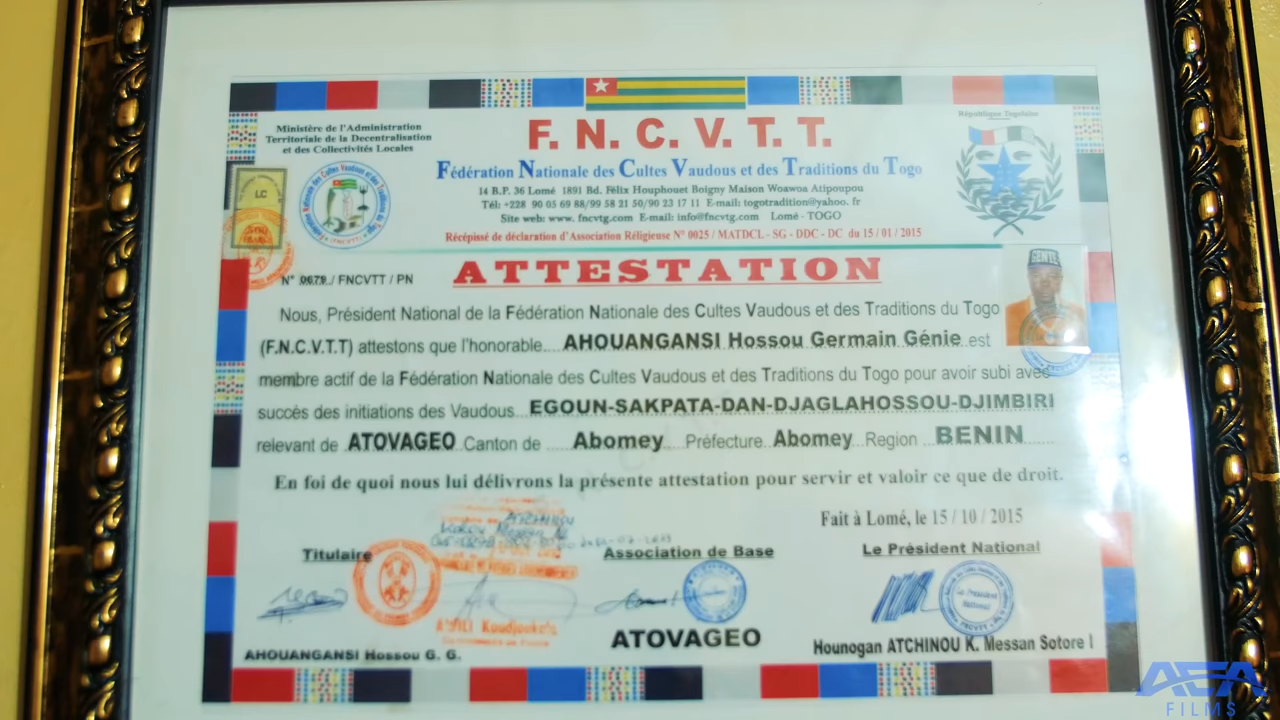 Ministère de l'Administration
Territoriale de la Decentralisation
et des Collectivités Locales
F. N. C. V. T. T.
République Togolaise
Fédération Nationale des Cultes Vaudous et des Traditions du Togo
14 B.P. 36 Lomé 1891 Bd. Félix Houphouet Boigny Maison Woawoa Atipoupou
Tél: +228 90 05 69 88/99 58 21 50/90 23 17 11 E-mail: togotradition@yahoo. fr
Site web: www. fncvtg.com E-mail: info@fncvtg.com Lomé - TOGO
Récépissé de déclaration d'Association Réligieuse N° 0025 / MATDCL - SG - DDC - DC du 15 / 01 / 2015
LC
N° 0679 / FNCVTT / PN
ATTESTATION
GENTE
Nous, Président National de la Fédération Nationale des Cultes Vaudous et des Traditions du Togo
(F.N.C.V.T.T) attestons que l'honorable.... AHOUANGANSI Hossou Germain Génie..est
membre actif de la Fédération Nationale des Cultes Vaudous et des Traditions du Togo pour avoir subi avec
succès des initiations des Vaudous...EGOUN-SAKPATA-DAN-DJAGLAHOSSOU-DJIMBIRI
relevant de ATOVAGEO Canton de ..... Abomey... Préfecture. Abomey..Region ...BENIN......
En foi de quoi nous lui délivrons la présente attestation pour servir et valoir ce que de droit.
Fait à Lomé, le 15 / 10 / 2015
Titulaire
Association de Base
Le Président National
Le Président
National
ATOVAGEO
AHOUANGANSI Hossou G. G.
Hounogan ATCHINOU K. Messan Sotore I
AEA
FILMS